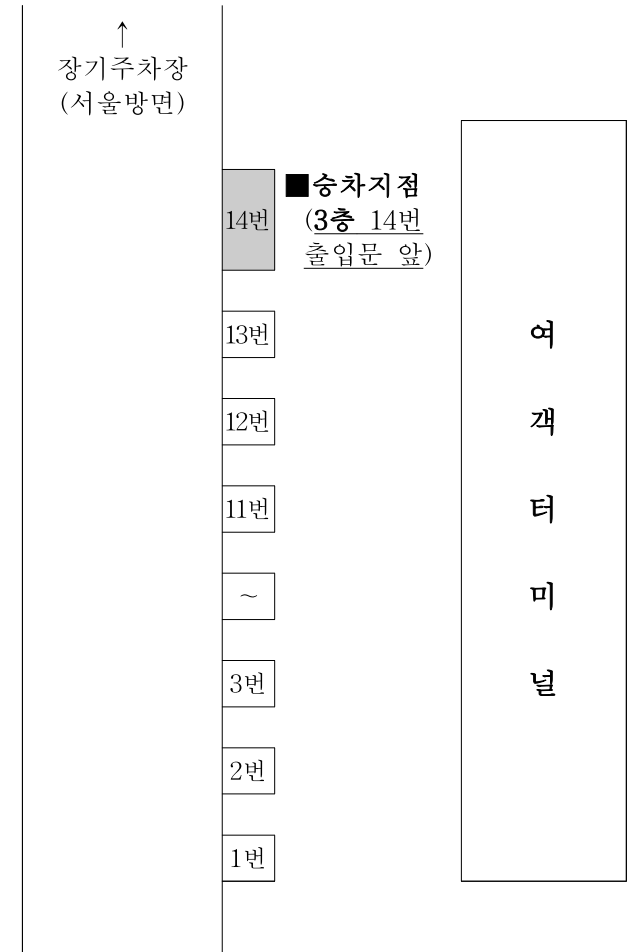 ↑
장기주차장
(서울방면)
■승차지점
(3층 14번
출입문 앞)
14번
13번
12번
11번
~
3번
2번
1번
여
객
터
미
널